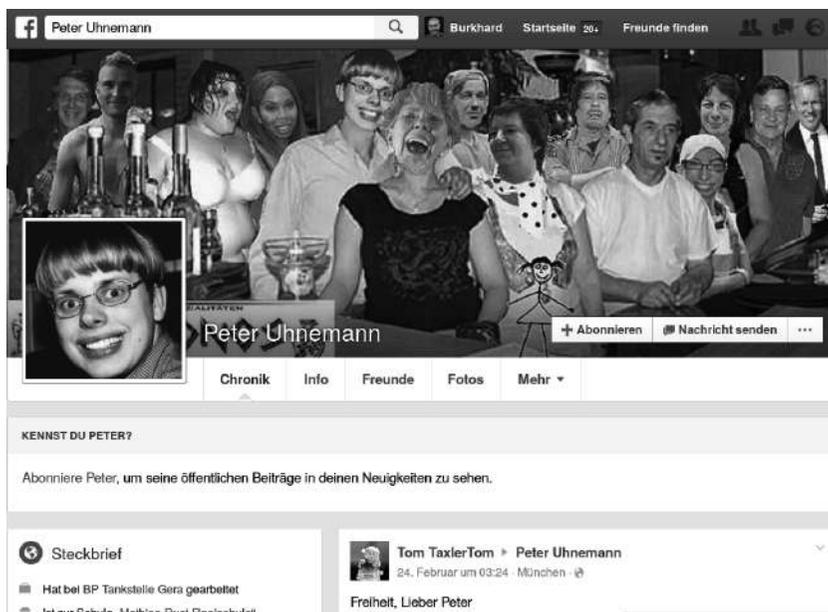 f
Peter Uhnemann
Burkhard
Startseite 20+
Freunde finden
Peter Uhnemann
+ Abonnieren
Nachricht senden
...
Chronik
Info
Freunde
Fotos
Mehr
KENNST DU PETER?
Abonniere Peter, um seine öffentlichen Beiträge in deinen Neuigkeiten zu sehen.
Steckbrief
Hat bei BP Tankstelle Gera gearbeitet
Tom TaxlerTom ▸ Peter Uhnemann
24. Februar um 03:24 · München ·
Freiheit, Lieber Peter